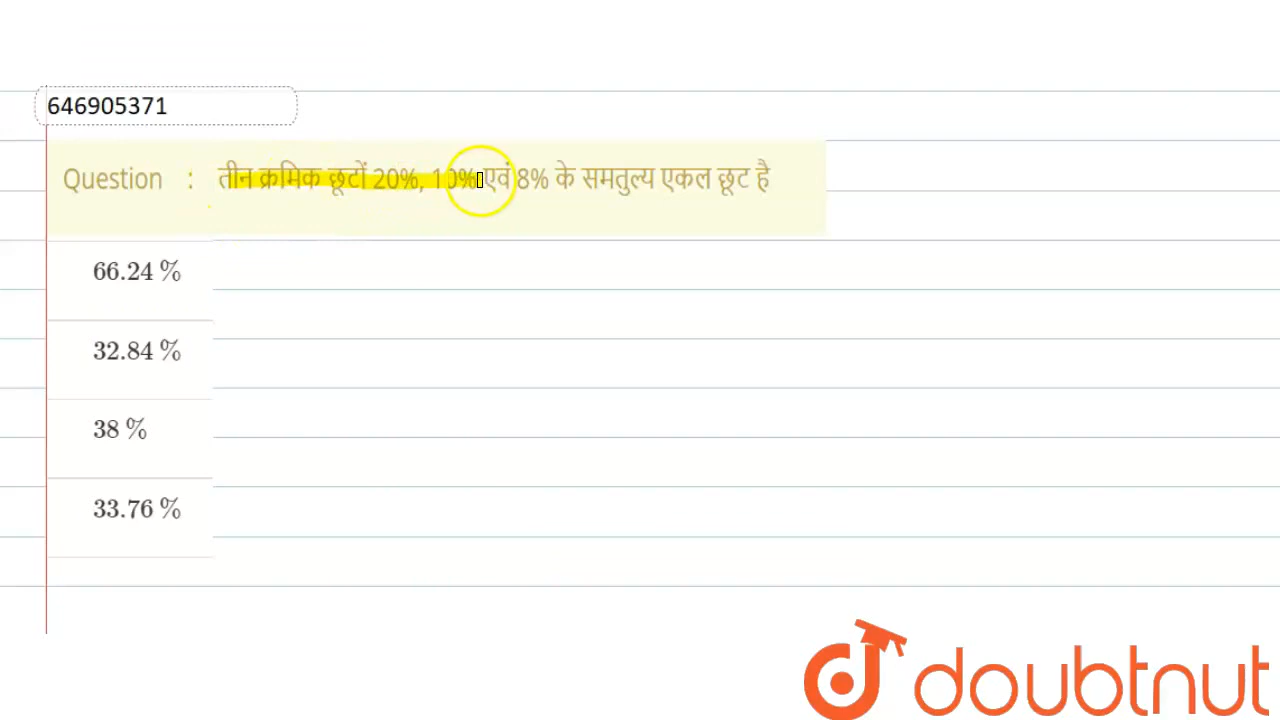 646905371
Question : तीन क्रमिक छूटों 20%, 10% एवं 8% के समतुल्य एकल छूट है
66.24 %
32.84 %
38 %
33.76 %
doubtnut